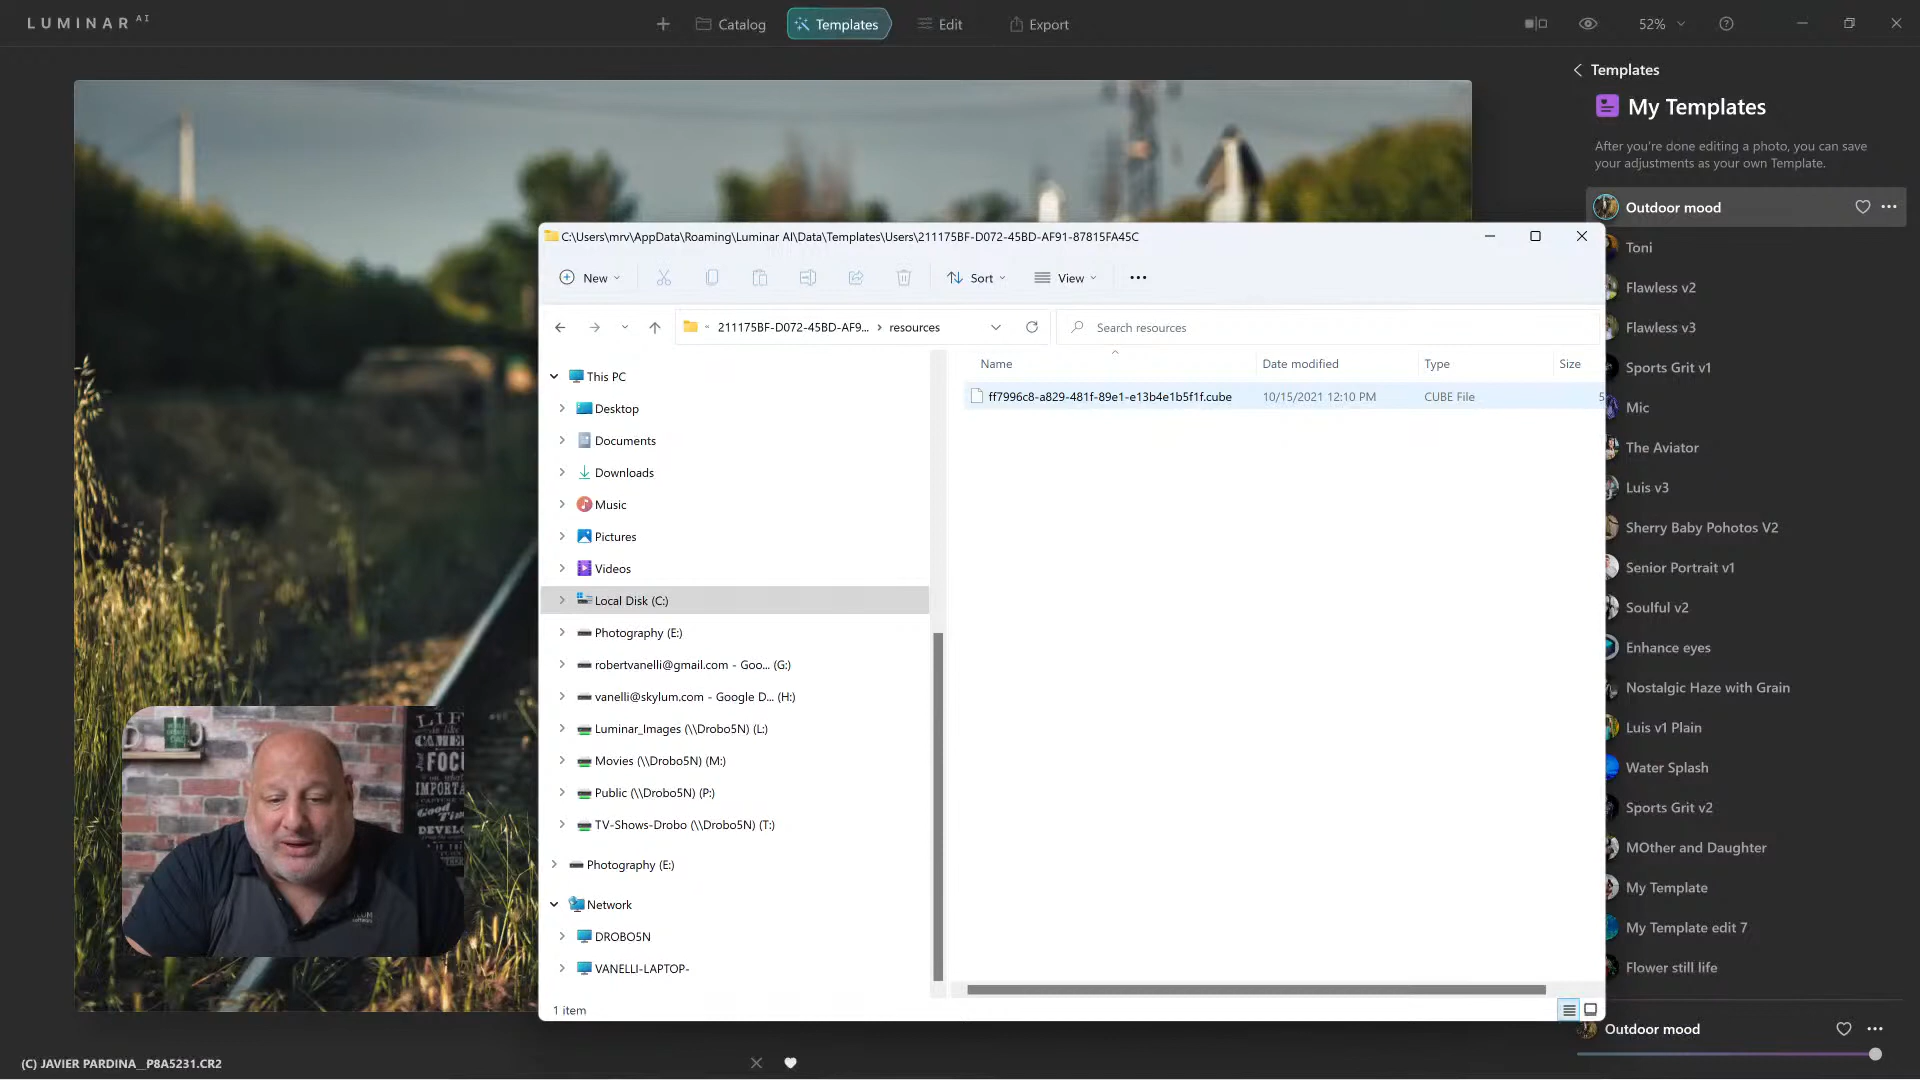 LUMINAR AI
Catalog
Templates
Edit
Export
52%
Templates
My Templates
After you're done editing a photo, you can save
your adjustments as your own Template.
Outdoor mood
Toni
Flawless v2
Flawless v3
Sports Grit v1
Mic
The Aviator
Luis v3
Sherry Baby Pohotos V2
Senior Portrait v1
Soulful v2
Enhance eyes
Nostalgic Haze with Grain
Luis v1 Plain
Water Splash
Sports Grit v2
MOther and Daughter
My Template
My Template edit 7
Flower still life
Outdoor mood
C:\Users\mrv\AppData\Roaming\Luminar AI\Data\Templates\Users\211175BF-D072-45BD-AF91-87815FA45C
New
Sort
View
211175BF-D072-45BD-AF9...
resources
Search resources
Name
Date modified
Type
Size
ff7996c8-a829-481f-89e1-e13b4e1b5f1f.cube
10/15/2021 12:10 PM
CUBE File
5
This PC
Desktop
Documents
Downloads
Music
Pictures
Videos
Local Disk (C:)
Photography (E:)
robertvanelli@gmail.com - Goo... (G:)
vanelli@skylum.com - Google D... (H:)
Luminar_Images (\\Drobo5N) (L:)
Movies (\\Drobo5N) (M:)
Public (\\Drobo5N) (P:)
TV-Shows-Drobo (\\Drobo5N) (T:)
Photography (E:)
Network
DROBO5N
VANELLI-LAPTOP-
1 item
(C) JAVIER PARDINA__P8A5231.CR2